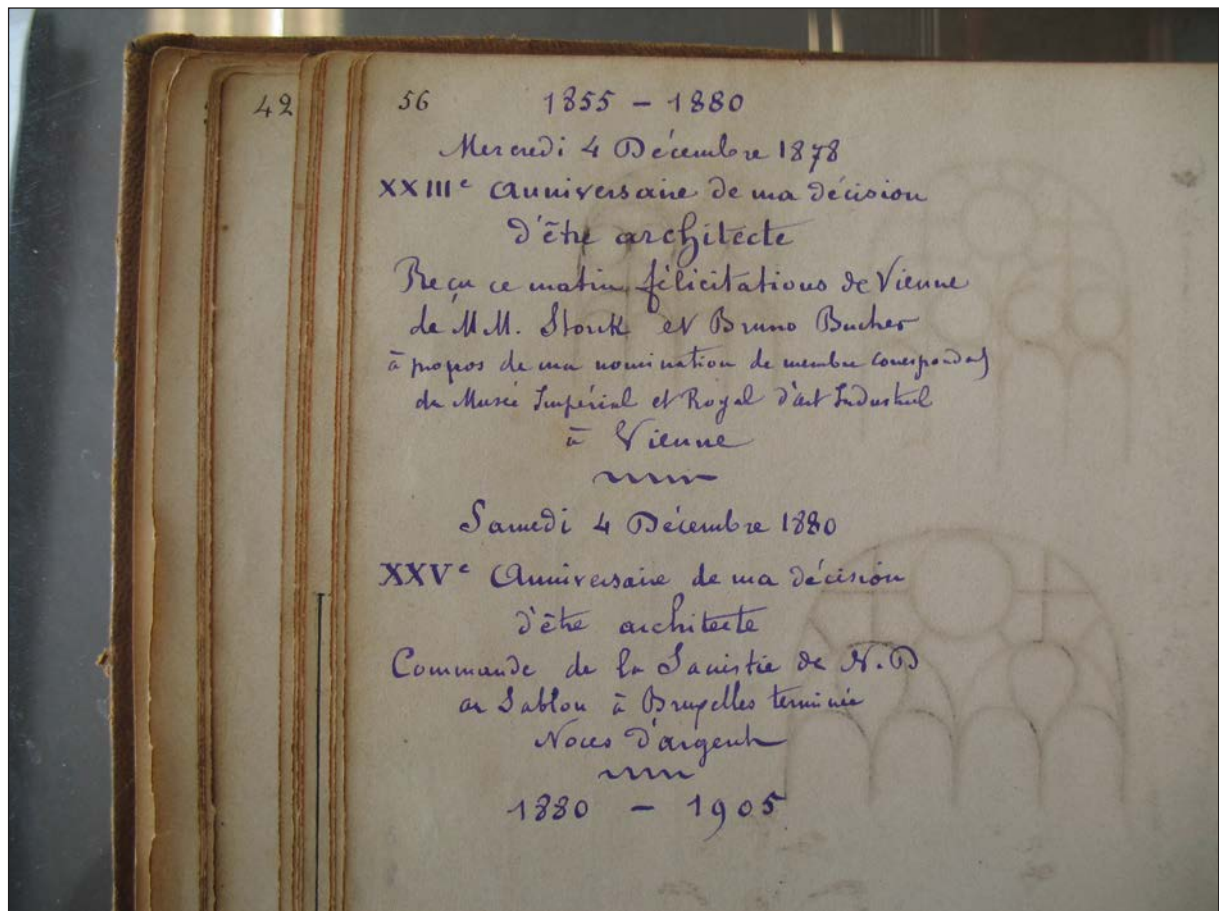 42
56
1855 – 1880
Mercredi 4 Décembre 1878
XXIIIe Anniversaire de ma décision
d'être architecte
Reçu ce matin félicitations de Vienne
de MM. Storck et Bruno Bucher
à propos de ma nomination de membre correspondant
du Musée Impérial et Royal d'art Industriel
à Vienne
Samedi 4 Décembre 1880
XXVe Anniversaire de ma décision
d'être architecte
Commande de la Sacristie de N.D
au Sablon à Bruxelles terminée
Noces d'argent
1880 – 1905